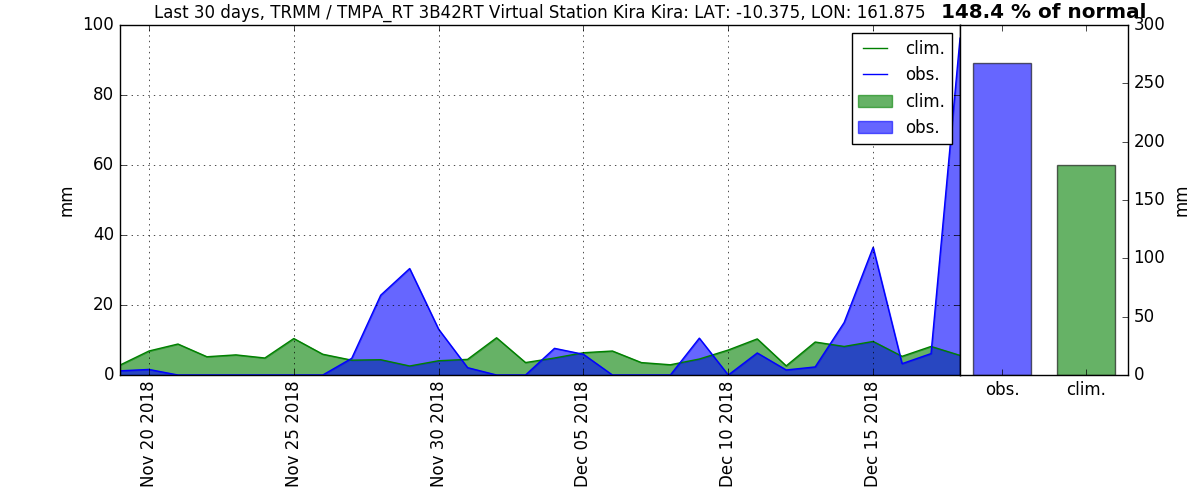 Last 30 days, TRMM / TMPA_RT 3B42RT Virtual Station Kira Kira: LAT: -10.375, LON: 161.875 148.4 % of normal
100
80
60
40
20
0
mm
clim.
obs.
clim.
obs.
300
250
200
150
100
50
0
mm
obs.
clim.
Nov 20 2018
Nov 25 2018
Nov 30 2018
Dec 05 2018
Dec 10 2018
Dec 15 2018